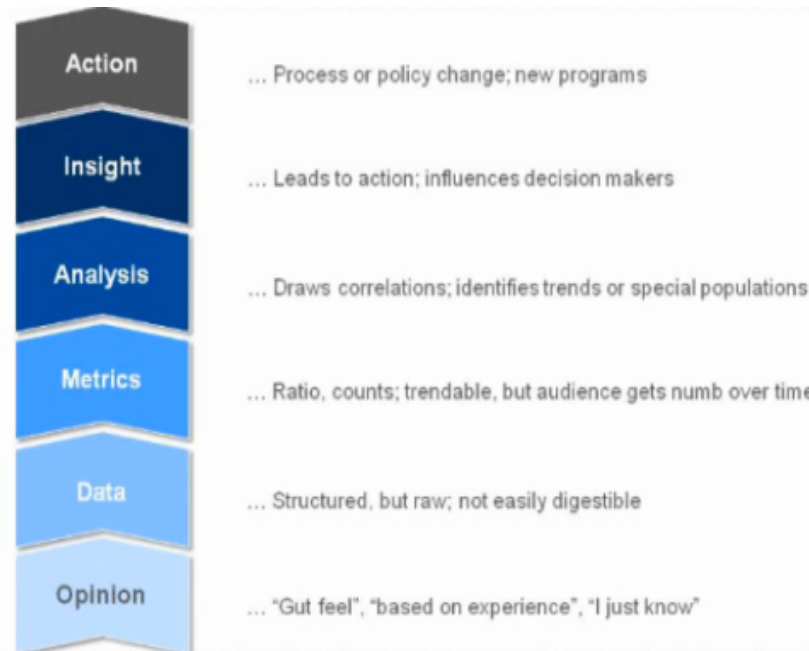 Action
... Process or policy change; new programs
Insight
... Leads to action; influences decision makers
Analysis
... Draws correlations; identifies trends or special populations
Metrics
... Ratio, counts; trendable, but audience gets numb over time
Data
... Structured, but raw; not easily digestible
Opinion
... “Gut feel”, “based on experience”, “I just know”